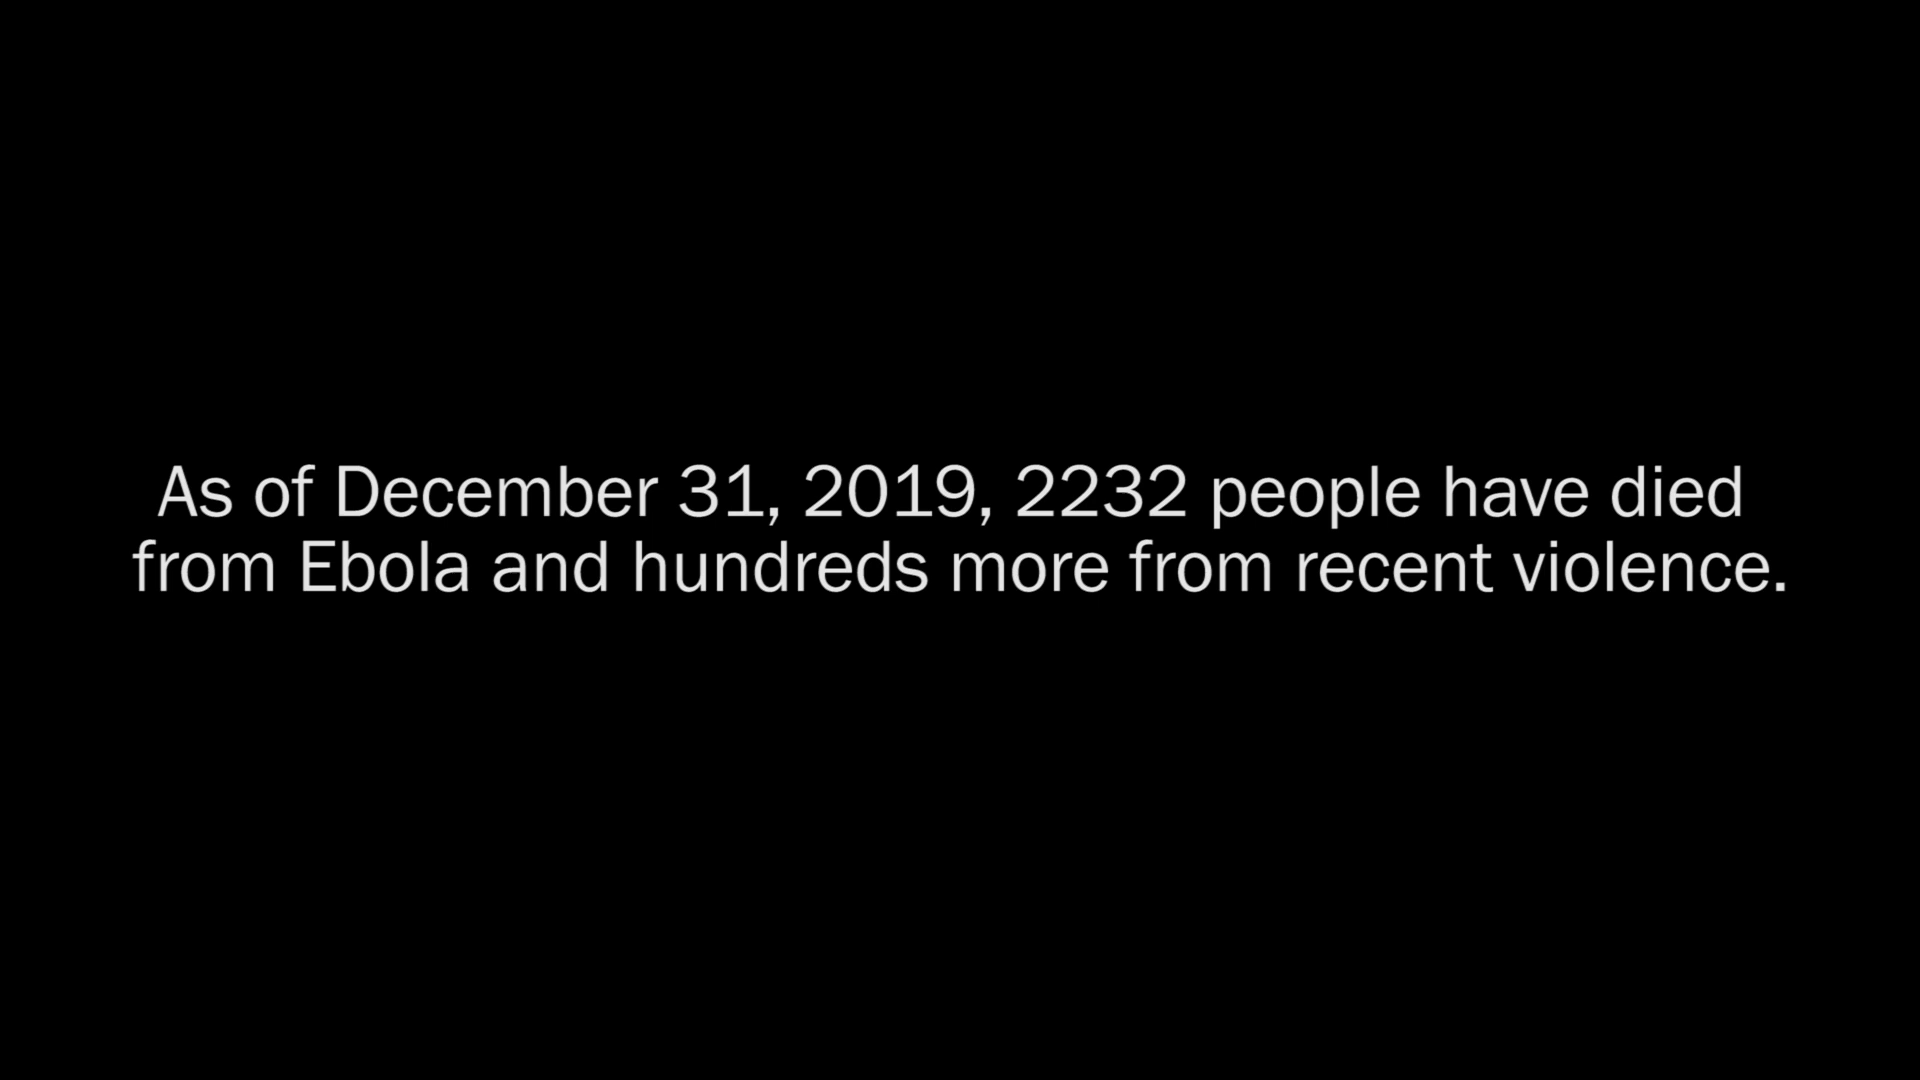 As of December 31, 2019, 2232 people have died
from Ebola and hundreds more from recent violence.